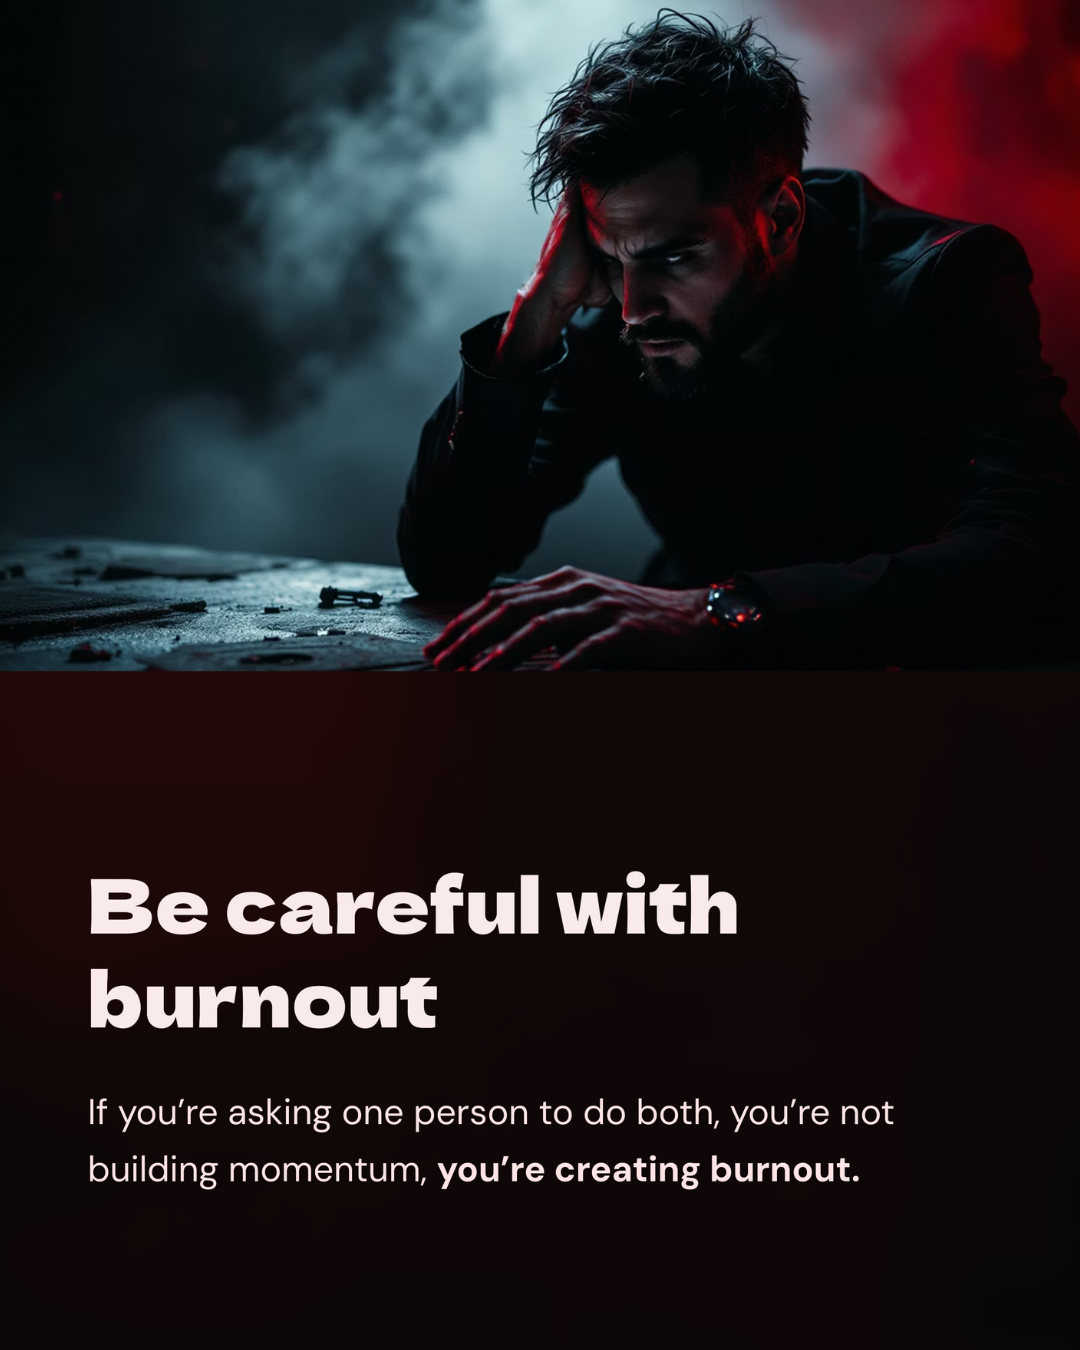 Be careful with
burnout
If you’re asking one person to do both, you’re not
building momentum, you’re creating burnout.